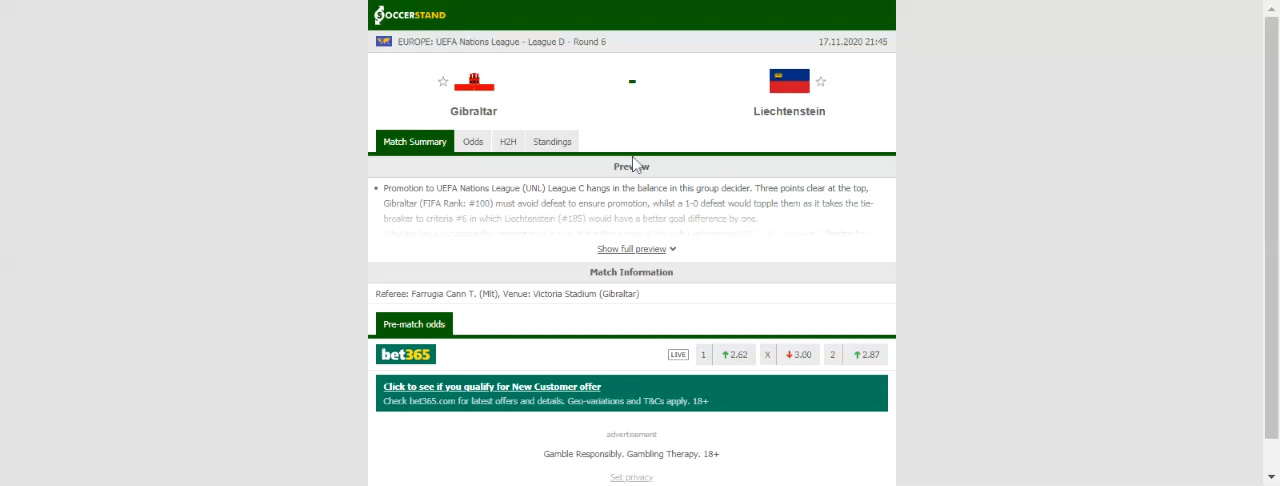 SOCCERSTAND
EUROPE: UEFA Nations League - League D - Round 6 17.11.2020 21:45
-
Gibraltar Liechtenstein
Match Summary Odds H2H Standings
Preview
• Promotion to UEFA Nations League (UNL) League C hangs in the balance in this group decider. Three points clear at the top,
Gibraltar (FIFA Rank: #100) must avoid defeat to ensure promotion, whilst a 1-0 defeat would topple them as it takes the tie-
breaker to criteria #6 in which Liechtenstein (#185) would have a better goal difference by one.
Show full preview
Match Information
Referee: Farrugia Cann T. (Mlt), Venue: Victoria Stadium (Gibraltar)
Pre-match odds
bet365 LIVE 1 2.62 X 3.00 2 2.87
Click to see if you qualify for New Customer offer
Check bet365.com for latest offers and details. Geo-variations and T&Cs apply. 18+
advertisement
Gamble Responsibly. Gambling Therapy. 18+
Set privacy